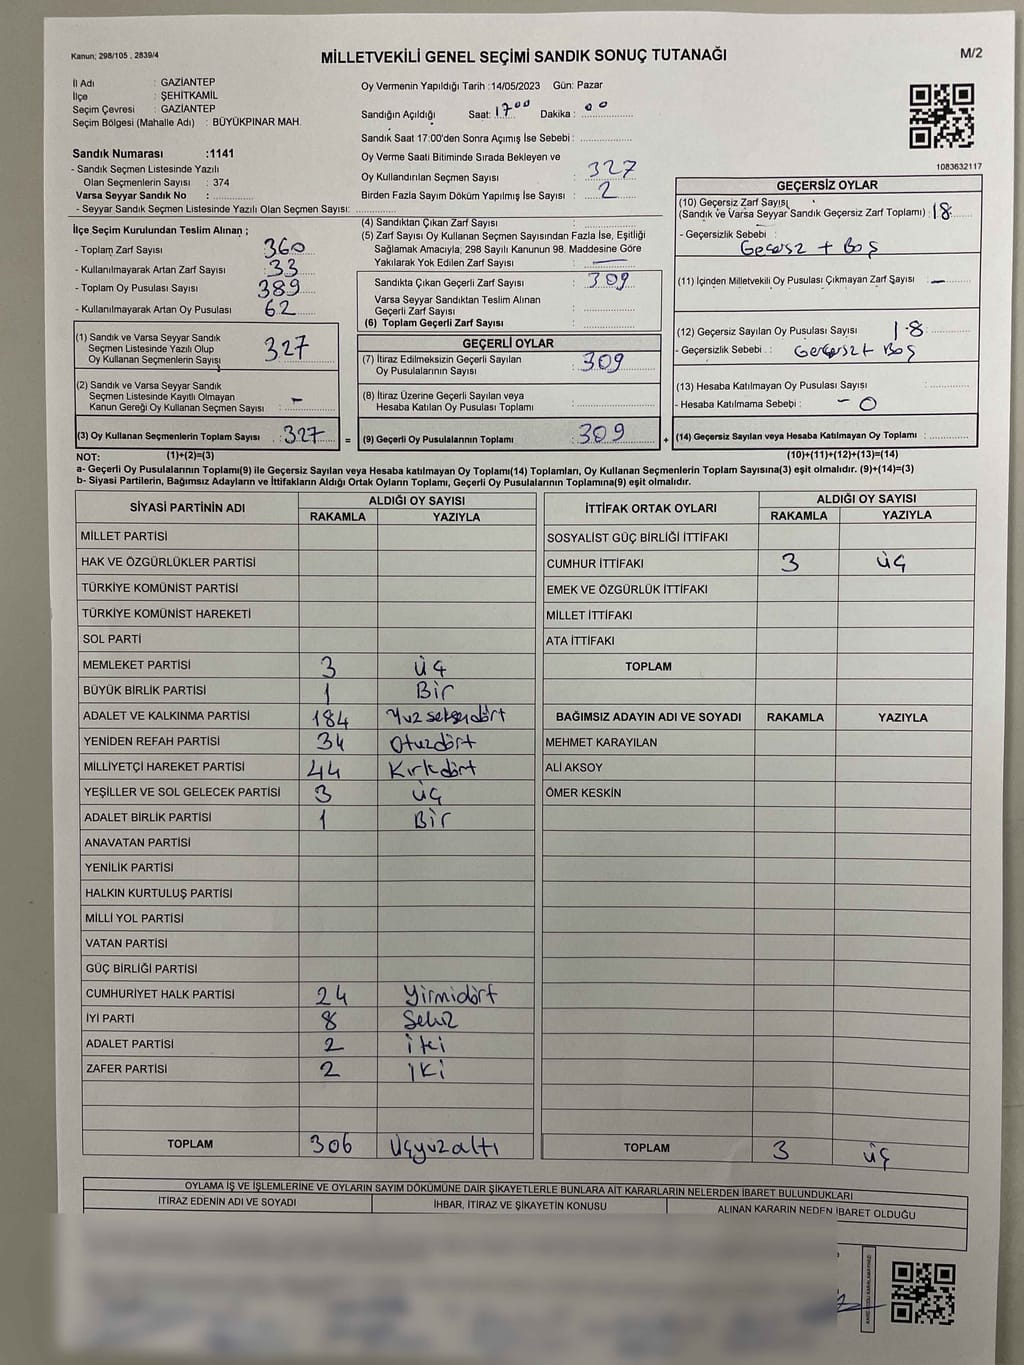 Kanun; 298/105 , 2839/4
MİLLETVEKİLİ GENEL SEÇİMİ SANDIK SONUÇ TUTANAĞI
M/2
İl Adı : GAZİANTEP
İlçe : ŞEHİTKAMİL
Seçim Çevresi : GAZİANTEP
Seçim Bölgesi (Mahalle Adı) : BÜYÜKPINAR MAH.
Sandık Numarası :1141
- Sandık Seçmen Listesinde Yazılı
Olan Seçmenlerin Sayısı : 374
Varsa Seyyar Sandık No :
- Seyyar Sandık Seçmen Listesinde Yazılı Olan Seçmen Sayısı:
Oy Vermenin Yapıldığı Tarih :14/05/2023 Gün: Pazar
Sandığın Açıldığı Saat: 17 00 Dakika : 00
Sandık Saat 17:00'den Sonra Açımış İse Sebebi :
Oy Verme Saati Bitiminde Sırada Bekleyen ve
Oy Kullandırılan Seçmen Sayısı : 327
Birden Fazla Sayım Döküm Yapılmış İse Sayısı : 2
1083632117
İlçe Seçim Kurulundan Teslim Alınan ;
- Toplam Zarf Sayısı : 360
- Kullanılmayarak Artan Zarf Sayısı : 33
- Toplam Oy Pusulası Sayısı : 389
- Kullanılmayarak Artan Oy Pusulası : 62
(1) Sandık ve Varsa Seyyar Sandık
Seçmen Listesinde Yazılı Olup
Oy Kullanan Seçmenlerin Sayısı : 327
(2) Sandık ve Varsa Seyyar Sandık
Seçmen Listesinde Kayıtlı Olmayan
Kanun Gereği Oy Kullanan Seçmen Sayısı : -
(3) Oy Kullanan Seçmenlerin Toplam Sayısı : 327 =
(4) Sandıktan Çıkan Zarf Sayısı :
(5) Zarf Sayısı Oy Kullanan Seçmen Sayısından Fazla İse, Eşitliği
Sağlamak Amacıyla, 298 Sayılı Kanunun 98. Maddesine Göre
Yakılarak Yok Edilen Zarf Sayısı : —
Sandıkta Çıkan Geçerli Zarf Sayısı : 309
Varsa Seyyar Sandıktan Teslim Alınan
Geçerli Zarf Sayısı :
(6) Toplam Geçerli Zarf Sayısı :
GEÇERLİ OYLAR
(7) İtiraz Edilmeksizin Geçerli Sayılan
Oy Pusulalarının Sayısı : 309
(8) İtiraz Üzerine Geçerli Sayılan veya
Hesaba Katılan Oy Pusulası Toplamı :
(9) Geçerli Oy Pusulalarının Toplamı : 309 +
GEÇERSİZ OYLAR
(10) Geçersiz Zarf Sayısı
(Sandık ve Varsa Seyyar Sandık Geçersiz Zarf Toplamı) : 18
- Geçersizlik Sebebi :
Geçersz + Boş
(11) İçinden Milletvekili Oy Pusulası Çıkmayan Zarf Sayısı : —
(12) Geçersiz Sayılan Oy Pusulası Sayısı : 18
- Geçersizlik Sebebi : Geçersz + Boş
(13) Hesaba Katılmayan Oy Pusulası Sayısı :
- Hesaba Katılmama Sebebi : - 0
(14) Geçersiz Sayılan veya Hesaba Katılmayan Oy Toplamı :
NOT: (1)+(2)=(3) (10)+(11)+(12)+(13)=(14)
a- Geçerli Oy Pusulalarının Toplamı(9) ile Geçersiz Sayılan veya Hesaba katılmayan Oy Toplamı(14) Toplamları, Oy Kullanan Seçmenlerin Toplam Sayısına(3) eşit olmalıdır. (9)+(14)=(3)
b- Siyasi Partilerin, Bağımsız Adayların ve İttifakların Aldığı Ortak Oyların Toplamı, Geçerli Oy Pusulalarının Toplamına(9) eşit olmalıdır.
SİYASİ PARTİNİN ADI ALDIĞI OY SAYISI
RAKAMLA YAZIYLA
MİLLET PARTİSİ
HAK VE ÖZGÜRLÜKLER PARTİSİ
TÜRKİYE KOMÜNİST PARTİSİ
TÜRKİYE KOMÜNİST HAREKETİ
SOL PARTİ
MEMLEKET PARTİSİ 3 üç
BÜYÜK BİRLİK PARTİSİ 1 Bir
ADALET VE KALKINMA PARTİSİ 184 Yüzseksendört
YENİDEN REFAH PARTİSİ 34 Otuzdört
MİLLİYETÇİ HAREKET PARTİSİ 44 Kırkdört
YEŞİLLER VE SOL GELECEK PARTİSİ 3 üç
ADALET BİRLİK PARTİSİ 1 Bir
ANAVATAN PARTİSİ
YENİLİK PARTİSİ
HALKIN KURTULUŞ PARTİSİ
MİLLİ YOL PARTİSİ
VATAN PARTİSİ
GÜÇ BİRLİĞİ PARTİSİ
CUMHURİYET HALK PARTİSİ 24 Yirmidört
İYİ PARTİ 8 Sekiz
ADALET PARTİSİ 2 iki
ZAFER PARTİSİ 2 iki
TOPLAM 306 Üçyüzaltı
İTTİFAK ORTAK OYLARI ALDIĞI OY SAYISI
RAKAMLA YAZIYLA
SOSYALİST GÜÇ BİRLİĞİ İTTİFAKI
CUMHUR İTTİFAKI 3 üç
EMEK VE ÖZGÜRLÜK İTTİFAKI
MİLLET İTTİFAKI
ATA İTTİFAKI
TOPLAM
BAĞIMSIZ ADAYIN ADI VE SOYADI RAKAMLA YAZIYLA
MEHMET KARAYILAN
ALİ AKSOY
ÖMER KESKİN
TOPLAM 3 üç
OYLAMA İŞ VE İŞLEMLERİNE VE OYLARIN SAYIM DÖKÜMÜNE DAİR ŞİKAYETLERLE BUNLARA AİT KARARLARIN NELERDEN İBARET BULUNDUKLARI
İTİRAZ EDENİN ADI VE SOYADI İHBAR, İTİRAZ VE ŞİKAYETİN KONUSU ALINAN KARARIN NEDEN İBARET OLDUĞU